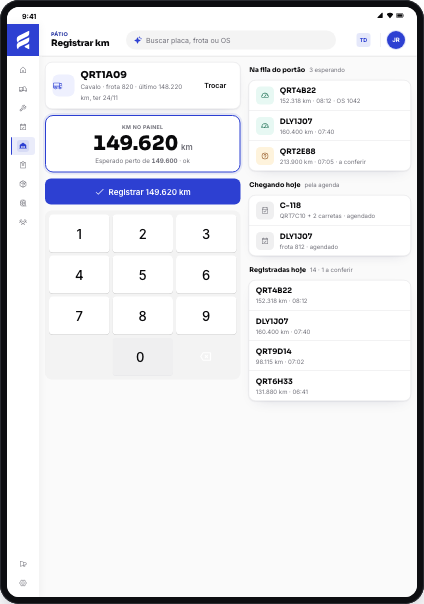 9:41
PÁTIO
Registrar km
Buscar placa, frota ou OS
TD
JR
QRT1A09
Cavalo · frota 820 · último 148.220
km, ter 24/11
Trocar
KM NO PAINEL
149.620 km
Esperado perto de 149.600 · ok
Registrar 149.620 km
1 2 3
4 5 6
7 8 9
0
Na fila do portão 3 esperando
QRT4B22
152.318 km · 08:12 · OS 1042
DLY1J07
160.400 km · 07:40
QRT2E88
213.900 km · 07:05 · a conferir
Chegando hoje pela agenda
C-118
QRT7C10 + 2 carretas · agendado
DLY1J07
frota 812 · agendado
Registradas hoje 14 · 1 a conferir
QRT4B22
152.318 km · 08:12
DLY1J07
160.400 km · 07:40
QRT9D14
98.115 km · 07:02
QRT6H33
131.880 km · 06:41